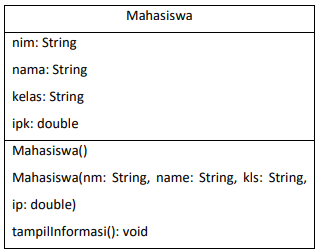 Mahasiswa
nim: String
nama: String
kelas: String
ipk: double
Mahasiswa()
Mahasiswa(nm: String, name: String, kls: String,
ip: double)
tampilInformasi(): void